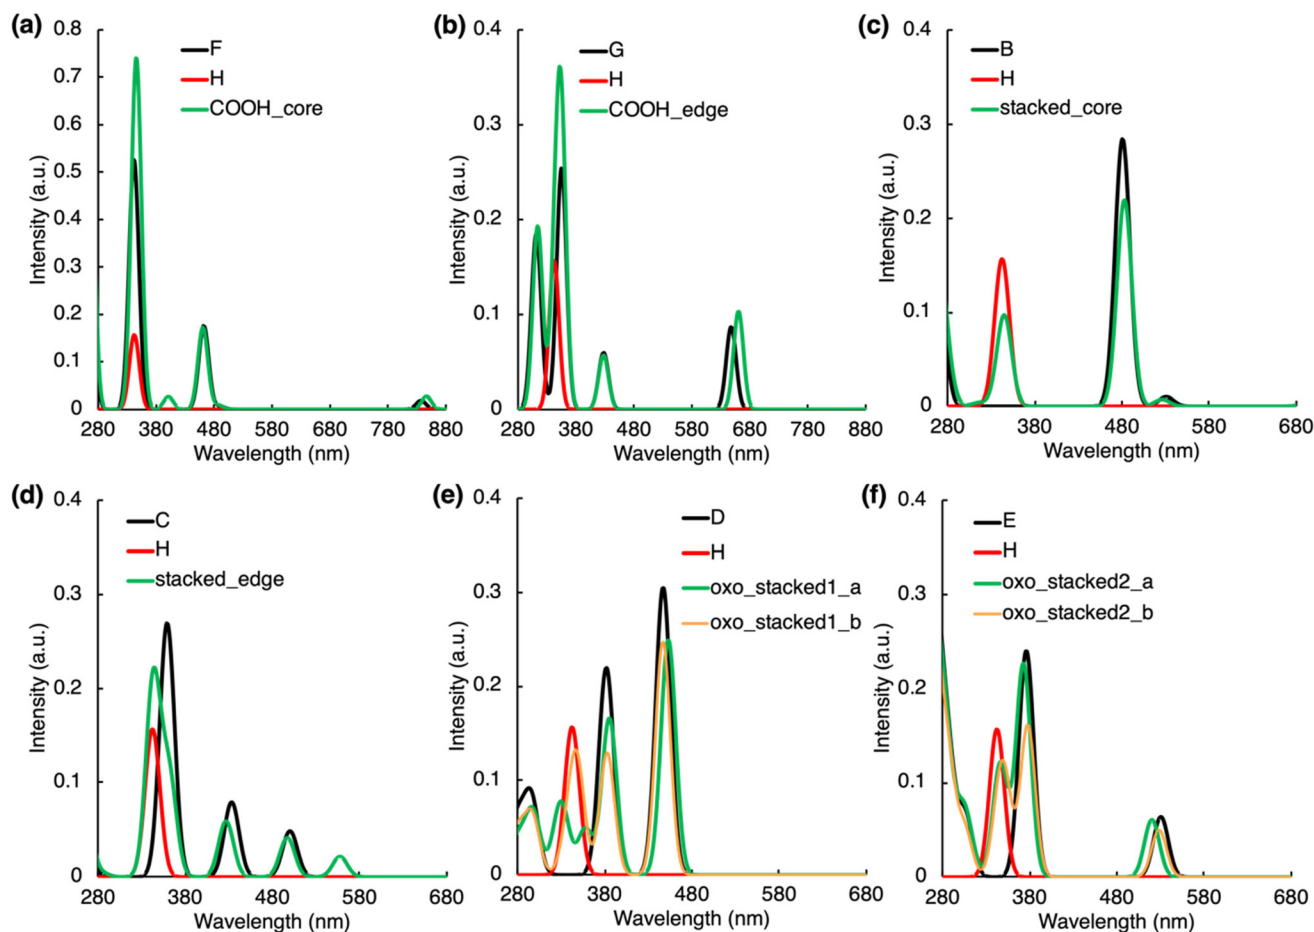 (a)
F
H
COOH_core
Intensity (a.u.)
0.8
0.7
0.6
0.5
0.4
0.3
0.2
0.1
0
280 380 480 580 680 780 880
Wavelength (nm)
(b)
G
H
COOH_edge
Intensity (a.u.)
0.4
0.3
0.2
0.1
0
280 380 480 580 680 780 880
Wavelength (nm)
(c)
B
H
stacked_core
Intensity (a.u.)
0.4
0.3
0.2
0.1
0
280 380 480 580 680
Wavelength (nm)
(d)
C
H
stacked_edge
Intensity (a.u.)
0.4
0.3
0.2
0.1
0
280 380 480 580 680
Wavelength (nm)
(e)
D
H
oxo_stacked1_a
oxo_stacked1_b
Intensity (a.u.)
0.4
0.3
0.2
0.1
0
280 380 480 580 680
Wavelength (nm)
(f)
E
H
oxo_stacked2_a
oxo_stacked2_b
Intensity (a.u.)
0.4
0.3
0.2
0.1
0
280 380 480 580 680
Wavelength (nm)